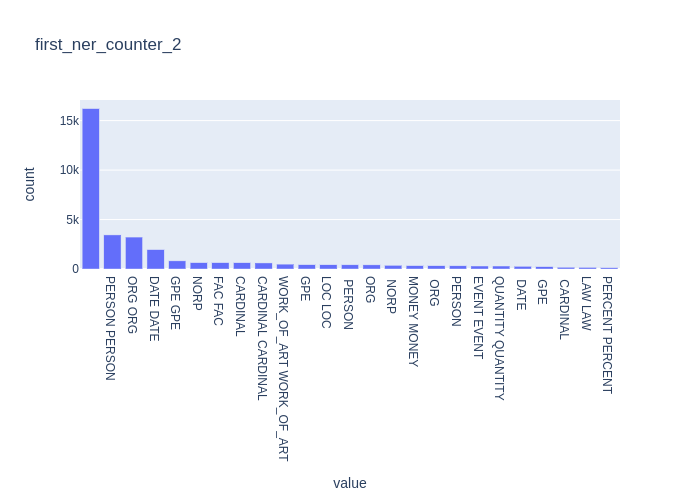 first_ner_counter_2
15k
10k
5k
0
count
PERSON PERSON
ORG ORG
DATE DATE
GPE GPE
NORP
FAC FAC
CARDINAL
CARDINAL CARDINAL
WORK_OF_ART WORK_OF_ART
GPE
LOC LOC
PERSON
ORG
NORP
MONEY MONEY
ORG
PERSON
EVENT EVENT
QUANTITY QUANTITY
DATE
GPE
CARDINAL
LAW LAW
PERCENT PERCENT
value